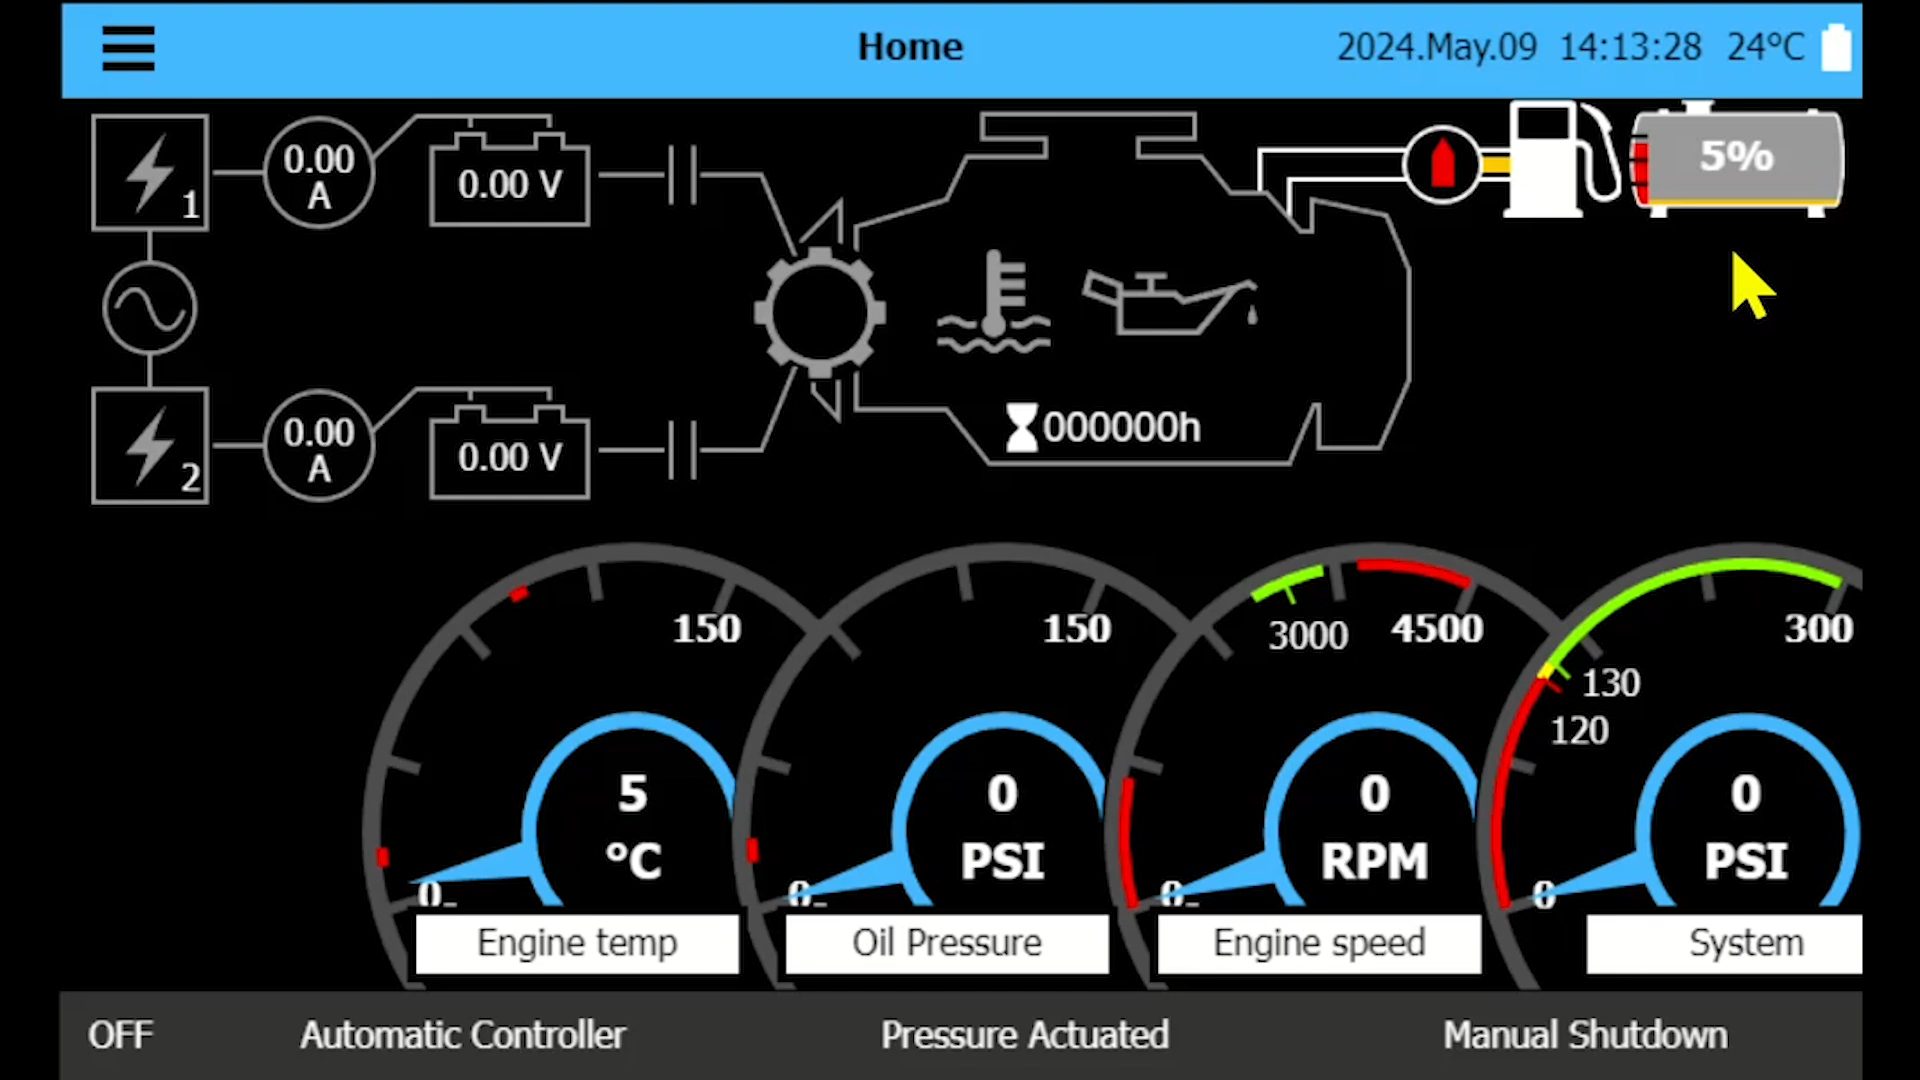 Home
2024.May.09 14:13:28 24°C
1
0.00
A
0.00 V
5%
2
0.00
A
0.00 V
000000h
150
0
5
°C
Engine temp
150
0
0
PSI
Oil Pressure
3000
4500
0
0
RPM
Engine speed
300
130
120
0
0
PSI
System
OFF
Automatic Controller
Pressure Actuated
Manual Shutdown